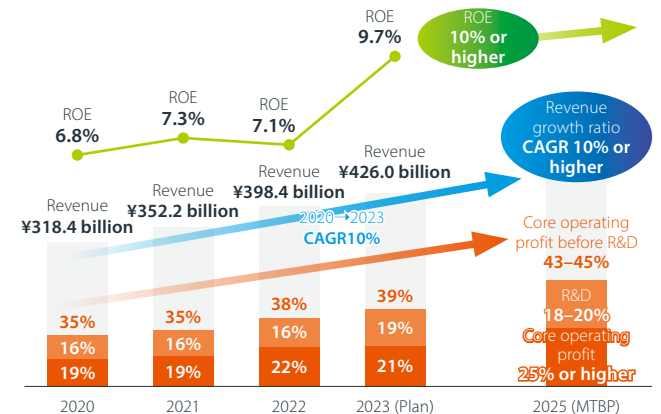 ROE
9.7%
ROE
10% or
higher
ROE
6.8%
ROE
7.3%
ROE
7.1%
Revenue
growth ratio
CAGR 10% or
higher
Revenue
¥318.4 billion
Revenue
¥352.2 billion
Revenue
¥398.4 billion
Revenue
¥426.0 billion
2020→2023
CAGR10%
Core operating
profit before R&D
43–45%
R&D
18–20%
Core operating
profit
25% or higher
35%
16%
19%
35%
16%
19%
38%
16%
22%
39%
19%
21%
2020
2021
2022
2023 (Plan)
2025 (MTBP)